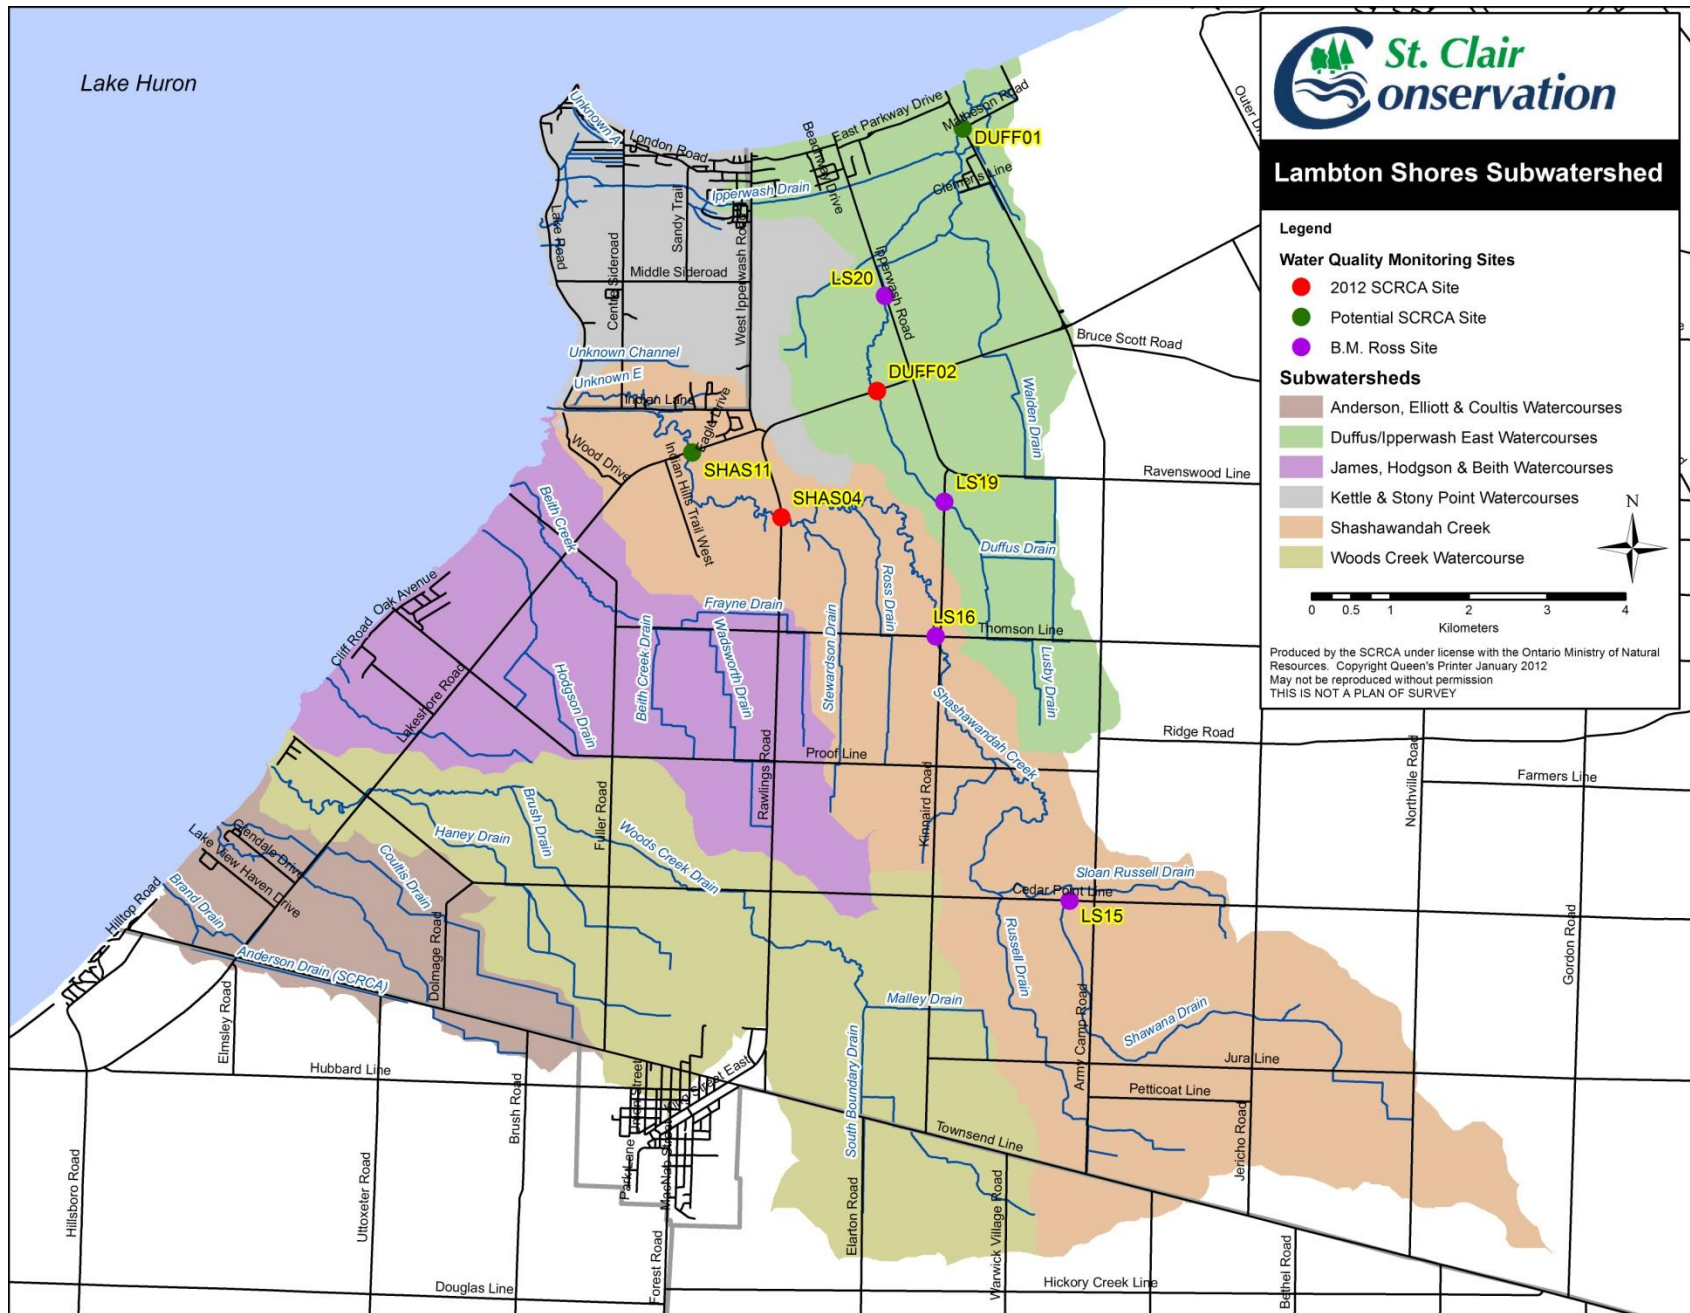 Lake Huron
St. Clair
Conservation
Lambton Shores Subwatershed
Legend
Water Quality Monitoring Sites
2012 SCRCA Site
Potential SCRCA Site
B.M. Ross Site
Subwatersheds
Anderson, Elliott & Coultis Watercourses
Duffus/Ipperwash East Watercourses
James, Hodgson & Beith Watercourses
Kettle & Stony Point Watercourses
Shashawandah Creek
Woods Creek Watercourse
N
0 0.5 1 2 3 4
Kilometers
Produced by the SCRCA under license with the Ontario Ministry of Natural
Resources. Copyright Queen's Printer January 2012
May not be reproduced without permission
THIS IS NOT A PLAN OF SURVEY
Unknown A
London Road
East Parkway Drive
Matheson Road
DUFF01
Beachway Drive
Clemens Line
Ipperwash Drain
Sandy Trail
Lake Road
Centre Sideroad
Middle Sideroad
West Ipperwash Road
LS20
Ipperwash Road
Bruce Scott Road
Unknown Channel
Unknown E
DUFF02
Walden Drain
Indian Lane
Eagle Drive
Wood Drive
SHAS11
Indian Hills Trail West
SHAS04
LS19
Ravenswood Line
Beith Creek
Duffus Drain
Ross Drain
Oak Avenue
Cliff Road
Frayne Drain
LS16
Thomson Line
Beith Creek Drain
Wadsworth Drain
Stewardson Drain
Lusby Drain
Hodgson Drain
Lakeshore Road
Shashawandah Creek
Ridge Road
Proof Line
Rawlings Road
Fuller Road
Kinnaird Road
Northville Road
Farmers Line
Brush Drain
Haney Drain
Woods Creek Drain
Glendale Drive
Lake View Haven Drive
Coultis Drain
Sloan Russell Drain
Cedar Point Line
LS15
Brand Drain
Hilltop Road
Dolmage Road
Russell Drain
Gordon Road
Anderson Drain (SCRCA)
Malley Drain
Shawana Drain
Elmsley Road
Army Camp Road
Hubbard Line
Jura Line
South Boundary Drain
Petticoat Line
Brush Road
Townsend Line
Jericho Road
Park Lane
Hillsboro Road
Uttoxeter Road
Elarton Road
Warwick Village Road
Forest Road
Bethel Road
Douglas Line
Hickory Creek Line